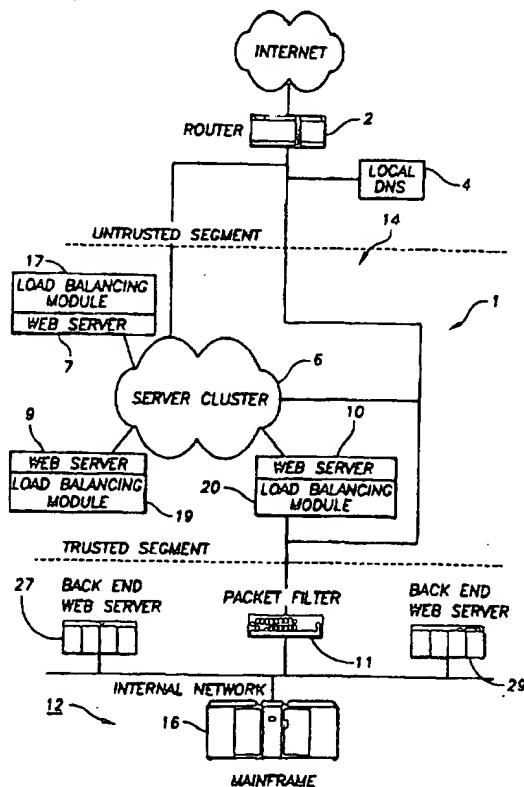 INTERNET
ROUTER
2
LOCAL
DNS
4
UNTRUSTED SEGMENT
14
17
LOAD BALANCING
MODULE
WEB SERVER
7
1
6
SERVER CLUSTER
9
10
WEB SERVER
LOAD BALANCING
MODULE
19
WEB SERVER
20
LOAD BALANCING
MODULE
TRUSTED SEGMENT
BACK END
WEB SERVER
27
PACKET FILTER
11
BACK END
WEB SERVER
29
INTERNAL NETWORK
12
16
MAINFRAME